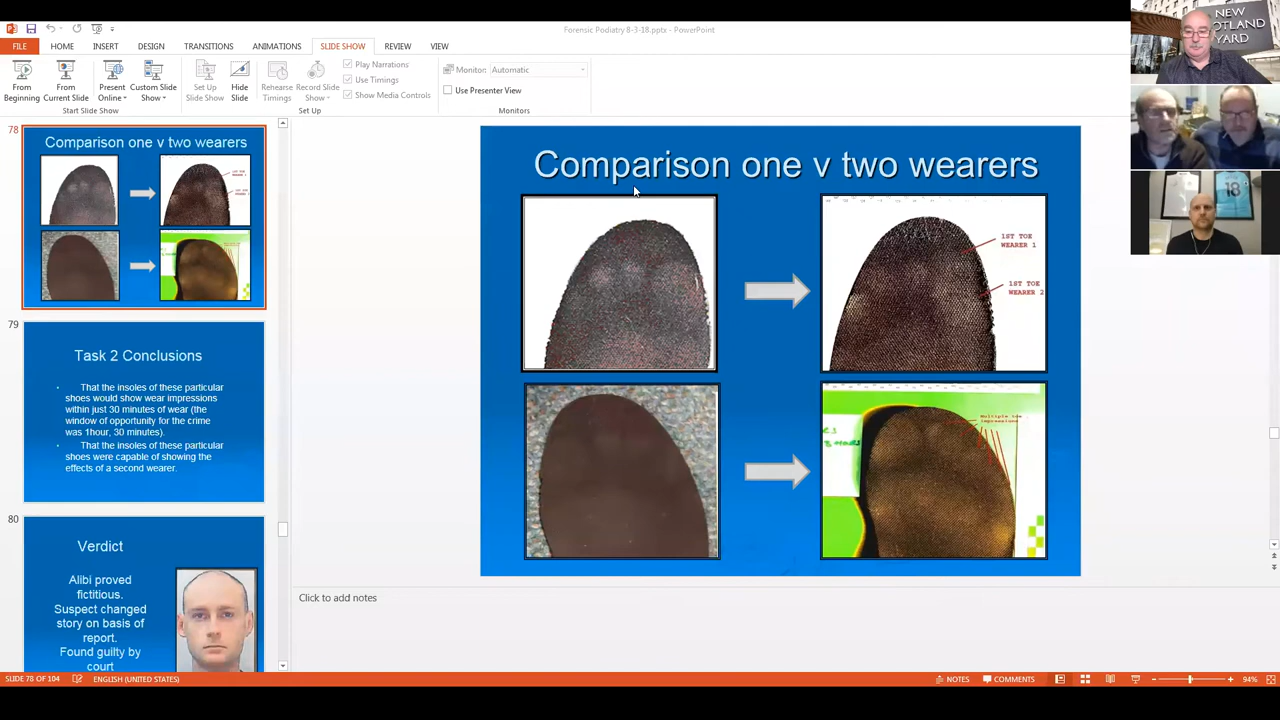 Forensic Podiatry 8-3-18.pptx - PowerPoint
FILE HOME INSERT DESIGN TRANSITIONS ANIMATIONS SLIDE SHOW REVIEW VIEW
From Beginning
From Current Slide
Present Online
Custom Slide Show
Start Slide Show
Set Up Slide Show
Hide Slide
Rehearse Timings
Record Slide Show
Play Narrations
Use Timings
Show Media Controls
Set Up
Monitor: Automatic
Use Presenter View
Monitors
NEW
SCOTLAND
YARD
18
78
Comparison one v two wearers
79
Task 2 Conclusions
• That the insoles of these particular
shoes would show wear impressions
within just 30 minutes of wear (the
window of opportunity for the crime
was 1hour, 30 minutes).
• That the insoles of these particular
shoes were capable of showing the
effects of a second wearer.
80
Verdict
Alibi proved
fictitious.
Suspect changed
story on basis of
report.
Found guilty by
court
Comparison one v two wearers
1ST TOE
WEARER 1
1ST TOE
WEARER 2
Multiple toe
impressions
Click to add notes
SLIDE 78 OF 104 ENGLISH (UNITED STATES) NOTES COMMENTS 94%